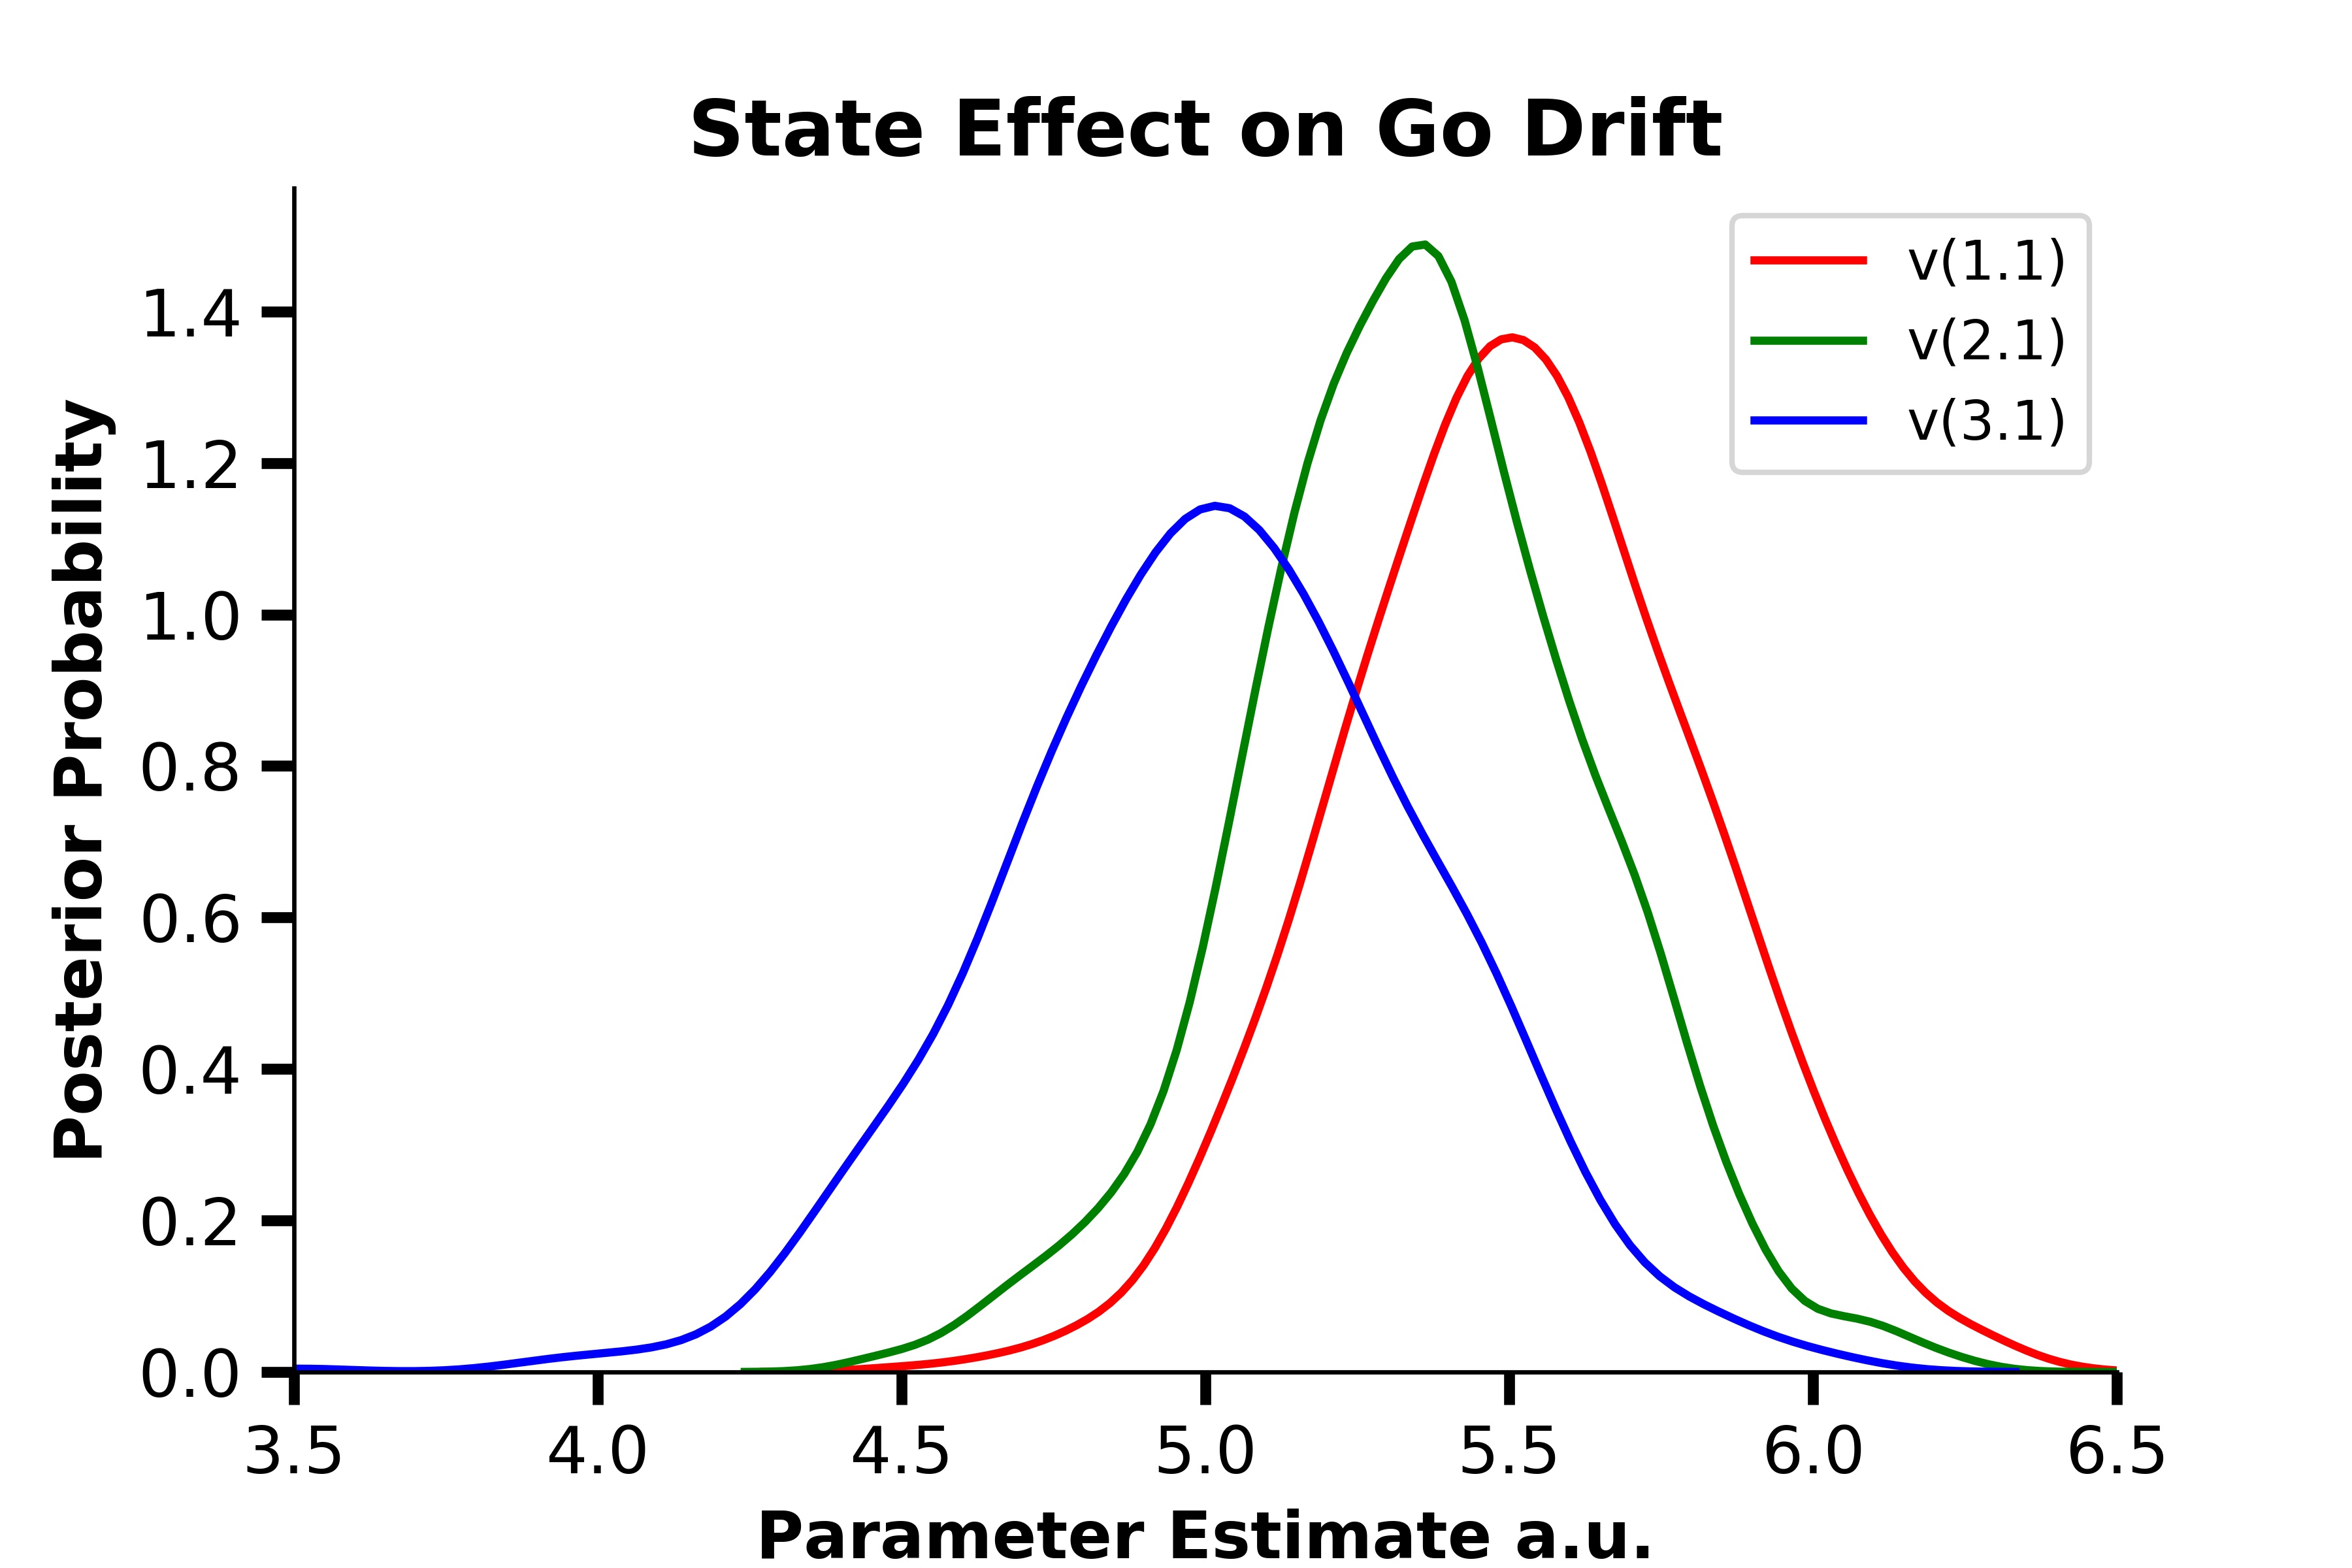 State Effect on Go Drift
v(1.1)
v(2.1)
v(3.1)
Posterior Probability
1.4
1.2
1.0
0.8
0.6
0.4
0.2
0.0
3.5 4.0 4.5 5.0 5.5 6.0 6.5
Parameter Estimate a.u.